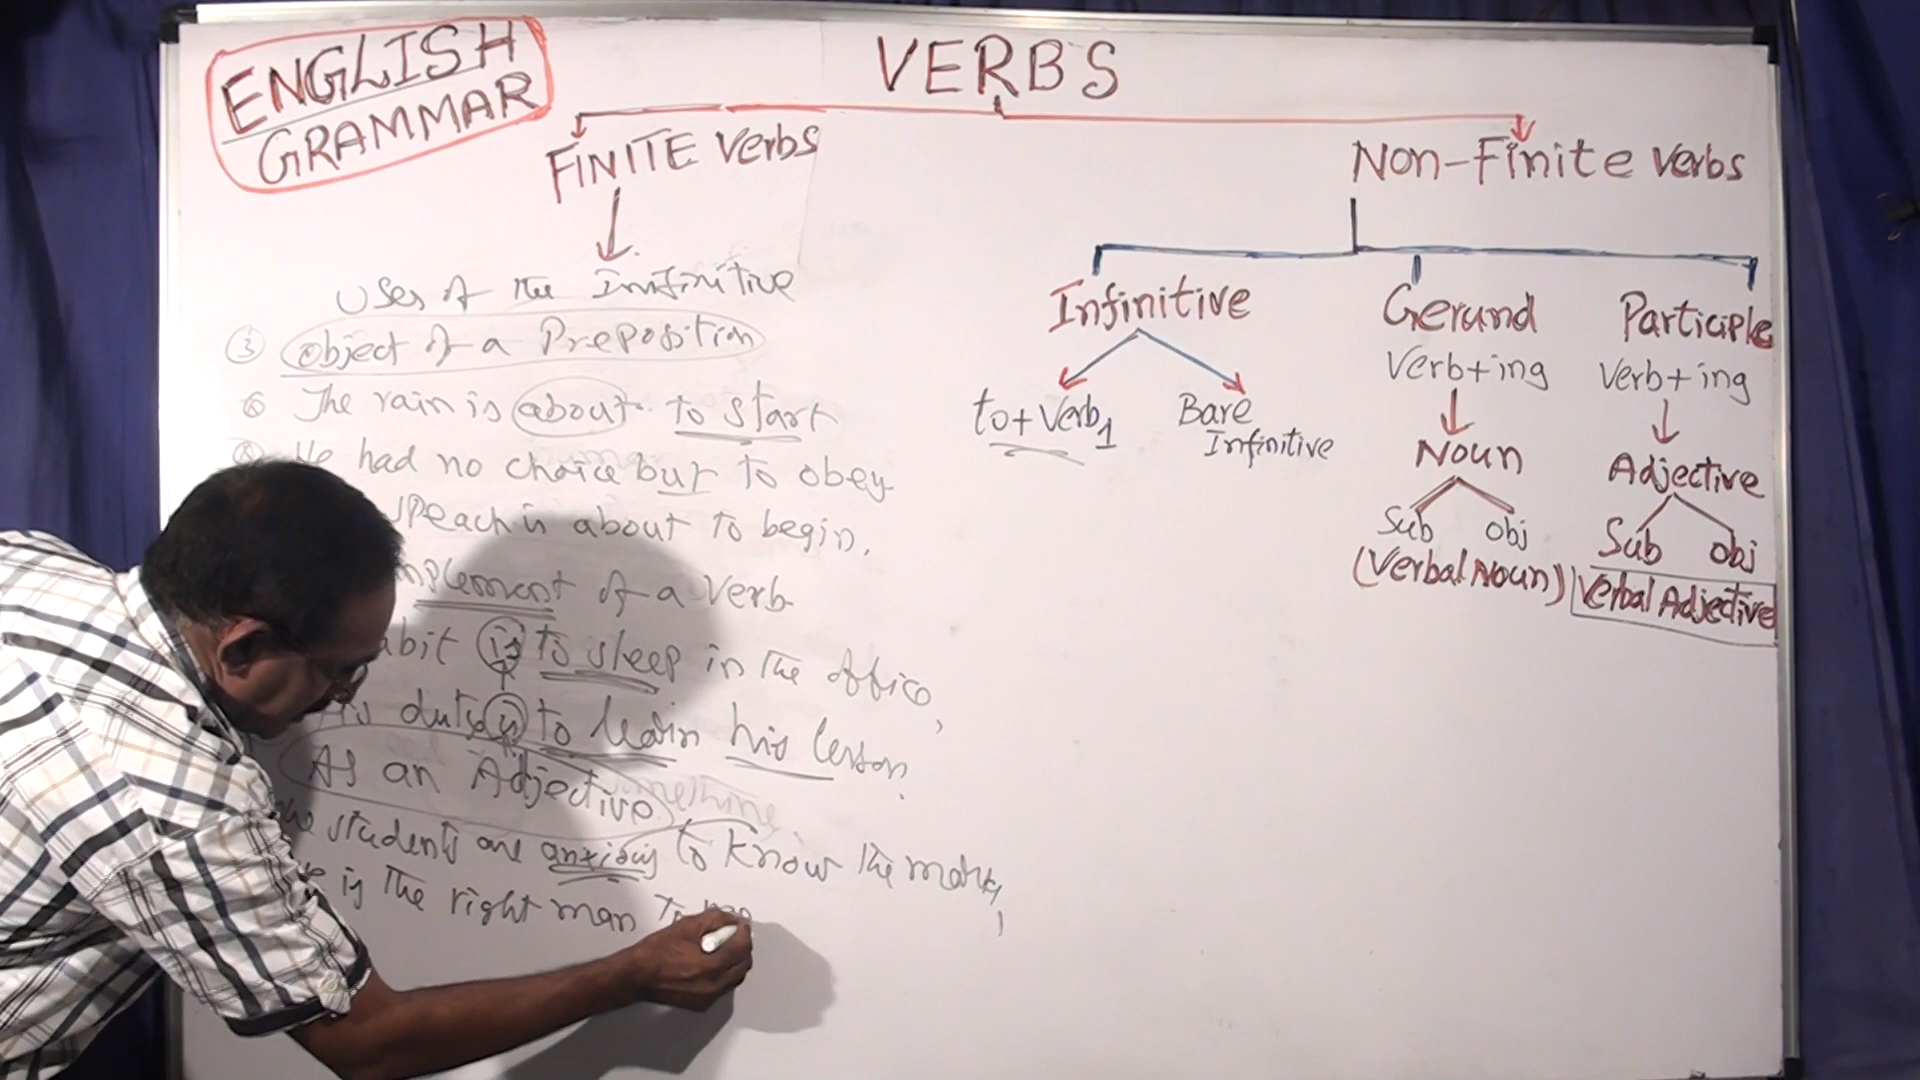 ENGLISH
GRAMMAR
VERBS
FINITE Verbs
Uses of the Infinitive
③ object of a Preposition
The rain is about to start
He had no choice but to obey
speach is about to begin.
mplement of a verb
abit is to sleep in the office,
duty is to learn his lesson.
As an Adjective
students are anxious to know the marks,
is the right man to
Non-Finite Verbs
Infinitive
to+Verb1
Bare
Infinitive
Gerund
Verb+ing
Noun
Sub obj
(Verbal Noun)
Participle
Verb+ing
Adjective
Sub obj
Verbal Adjective